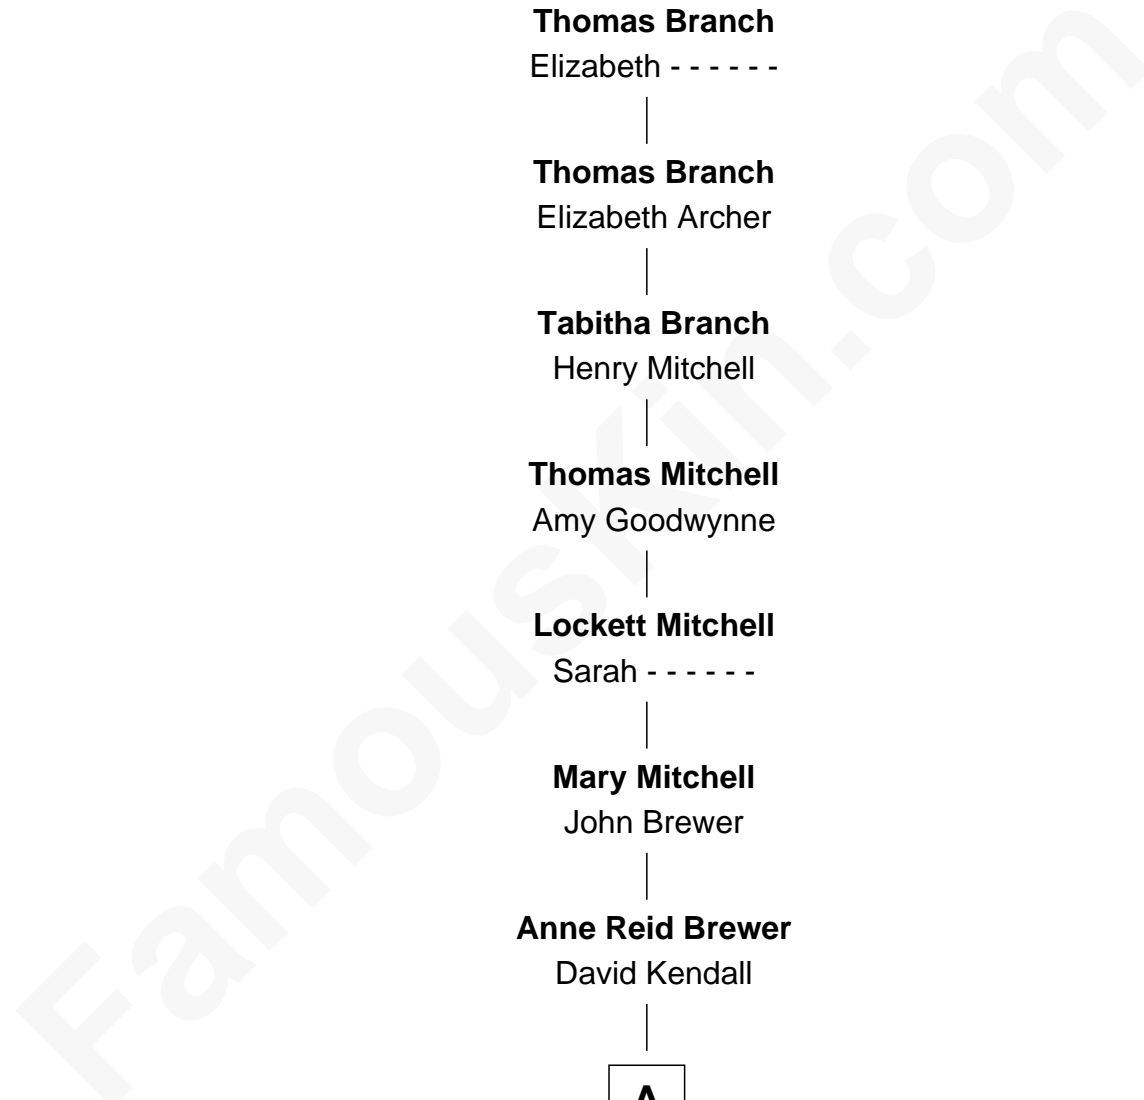 Thomas Branch
Elizabeth - - - - - -
Thomas Branch
Elizabeth Archer
Tabitha Branch
Henry Mitchell
Thomas Mitchell
Amy Goodwynne
Lockett Mitchell
Sarah - - - - - -
Mary Mitchell
John Brewer
Anne Reid Brewer
David Kendall
A
FamousKin.com